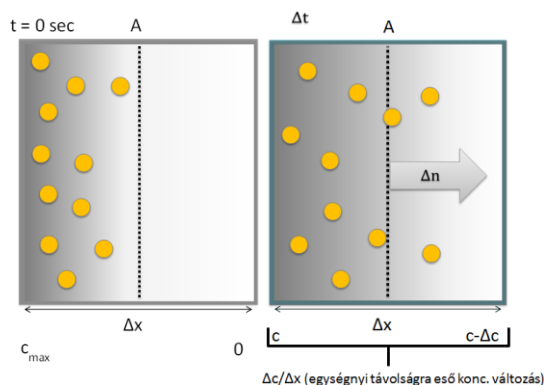 t = 0 sec
A
Δt
A
Δn
Δx
Δx
c_max
0
c
c-Δc
Δc/Δx (egységnyi távolságra eső konc. változás)